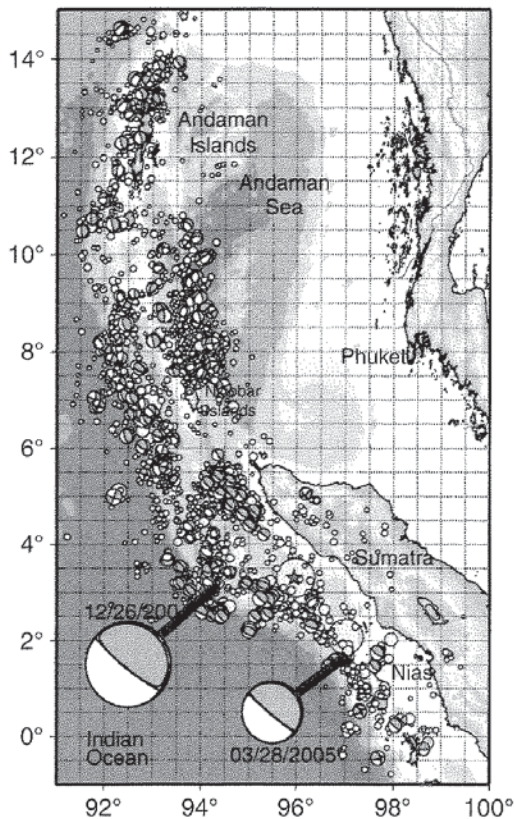 14°
12°
10°
8°
6°
4°
2°
0°
Andaman
Islands
Andaman
Sea
Phuket
Islands
Sumatra
12/26/200
Nias
03/28/2005
Indian
Ocean
92°
94°
96°
98°
100°